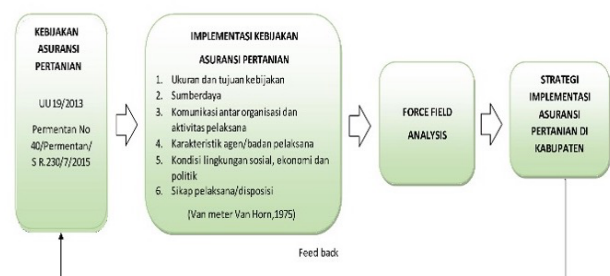 KEBIJAKAN
ASURANSI
PERTANIAN
UU 19/2013
Permentan No
40/Permentan/
S R.230/7/2015
IMPLEMENTASI KEBIJAKAN
ASURANSI PERTANIAN
1. Ukuran dan tujuan kebijakan
2. Sumberdaya
3. Komunikasi antar organisasi dan
aktivitas pelaksana
4. Karakteristik agen/badan pelaksana
5. Kondisi lingkungan sosial, ekonomi dan
politik
6. Sikap pelaksana/disposisi
(Van meter Van Horn,1975)
FORCE FIELD
ANALYSIS
STRATEGI
IMPLEMENTASI
ASURANSI
PERTANIAN DI
KABUPATEN
Feed back